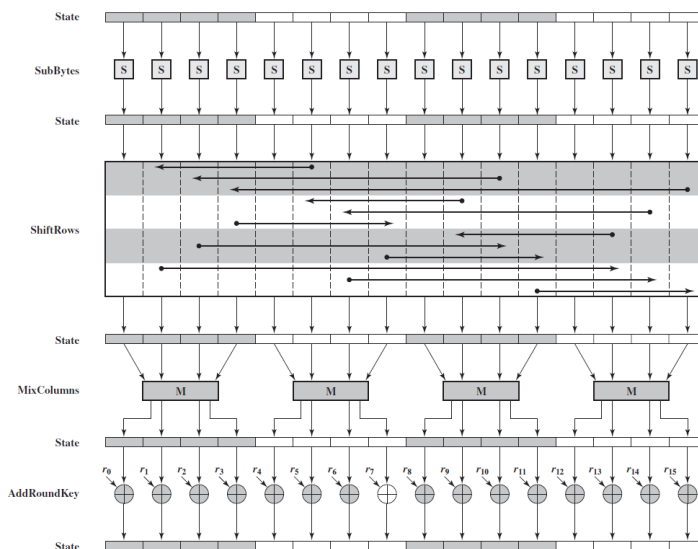 State
SubBytes S S S S S S S S S S S S S S S S
State
ShiftRows
State
MixColumns M M M M
State
r0 r1 r2 r3 r4 r5 r6 r7 r8 r9 r10 r11 r12 r13 r14 r15
AddRoundKey
State